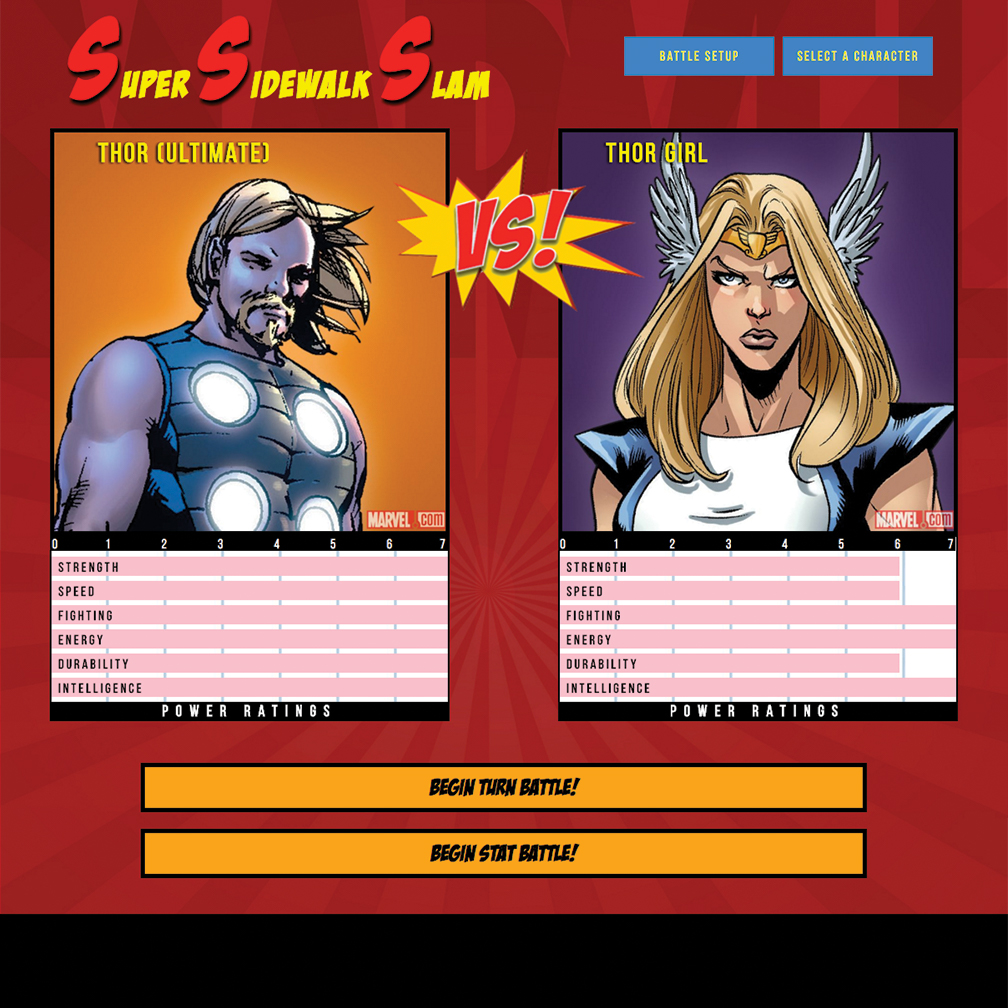 SUPER SIDEWALK SLAM
BATTLE SETUP
SELECT A CHARACTER
THOR (ULTIMATE)
VS!
THOR GIRL
MARVEL.com
MARVEL.com
0 1 2 3 4 5 6 7
STRENGTH
SPEED
FIGHTING
ENERGY
DURABILITY
INTELLIGENCE
POWER RATINGS
0 1 2 3 4 5 6 7
STRENGTH
SPEED
FIGHTING
ENERGY
DURABILITY
INTELLIGENCE
POWER RATINGS
BEGIN TURN BATTLE!
BEGIN STAT BATTLE!